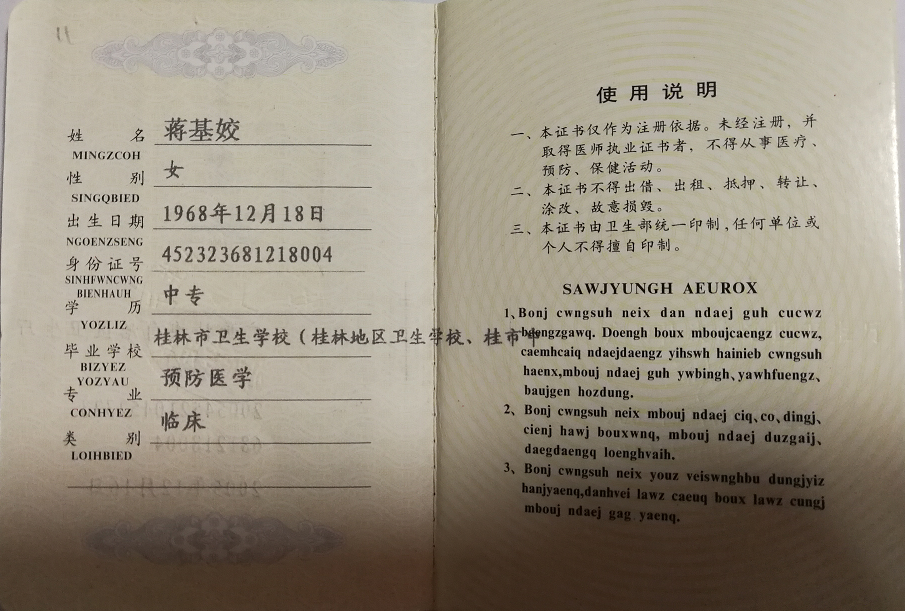 11
姓 名 蒋基姣
MINGZCOH
性 别 女
SINGQBIED
出生日期 1968年12月18日
NGOENZSENG
身份证号 452323681218004
SINHFWNCWNG
BIENHAUH
学 历 中专
YOZLIZ
毕业学校 桂林市卫生学校（桂林地区卫生学校、桂市中
BIZYEZ
YOZYAU
专 业 预防医学
CONHYEZ
类 别 临床
LOIHBIED
使用说明
一、本证书仅作为注册依据。未经注册，并
取得医师执业证书者，不得从事医疗、
预防、保健活动。
二、本证书不得出借、出租、抵押、转让、
涂改、故意损毁。
三、本证书由卫生部统一印制，任何单位或
个人不得擅自印制。
SAWJYUNGH AEUROX
1、Bonj cwngsuh neix dan ndaej guh cucwz
baengzgawq. Doengh boux mboujcaengz cucwz,
caemhcaiq ndaejdaengz yihswh hainieb cwngsuh
haenx,mbouj ndaej guh ywbingh、yawhfuengz、
baujgen hozdung.
2、Bonj cwngsuh neix mbouj ndaej ciq、co、dingj、
cienj hawj bouxwnq, mbouj ndaej duzgaij、
daegdaengq loenghvaih.
3、Bonj cwngsuh neix youz veiswnghbu dungjyiz
hanjyaenq,danhvei lawz caeuq boux lawz cungj
mbouj ndaej gag yaenq.